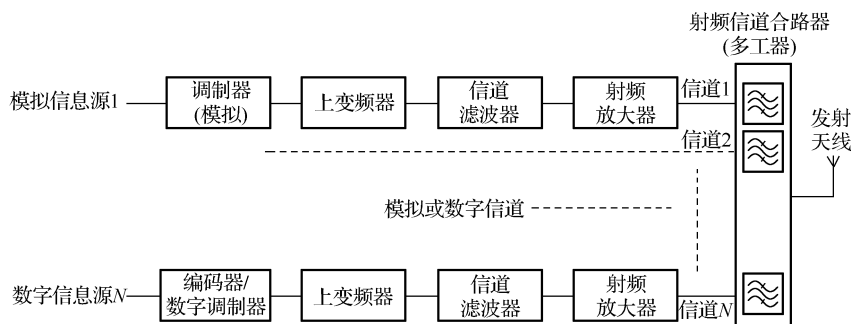 射频信道合路器
(多工器)
模拟信息源1
调制器
(模拟)
上变频器
信道
滤波器
射频
放大器
信道1
发射
天线
信道2
模拟或数字信道
数字信息源N
编码器/
数字调制器
上变频器
信道
滤波器
射频
放大器
信道N